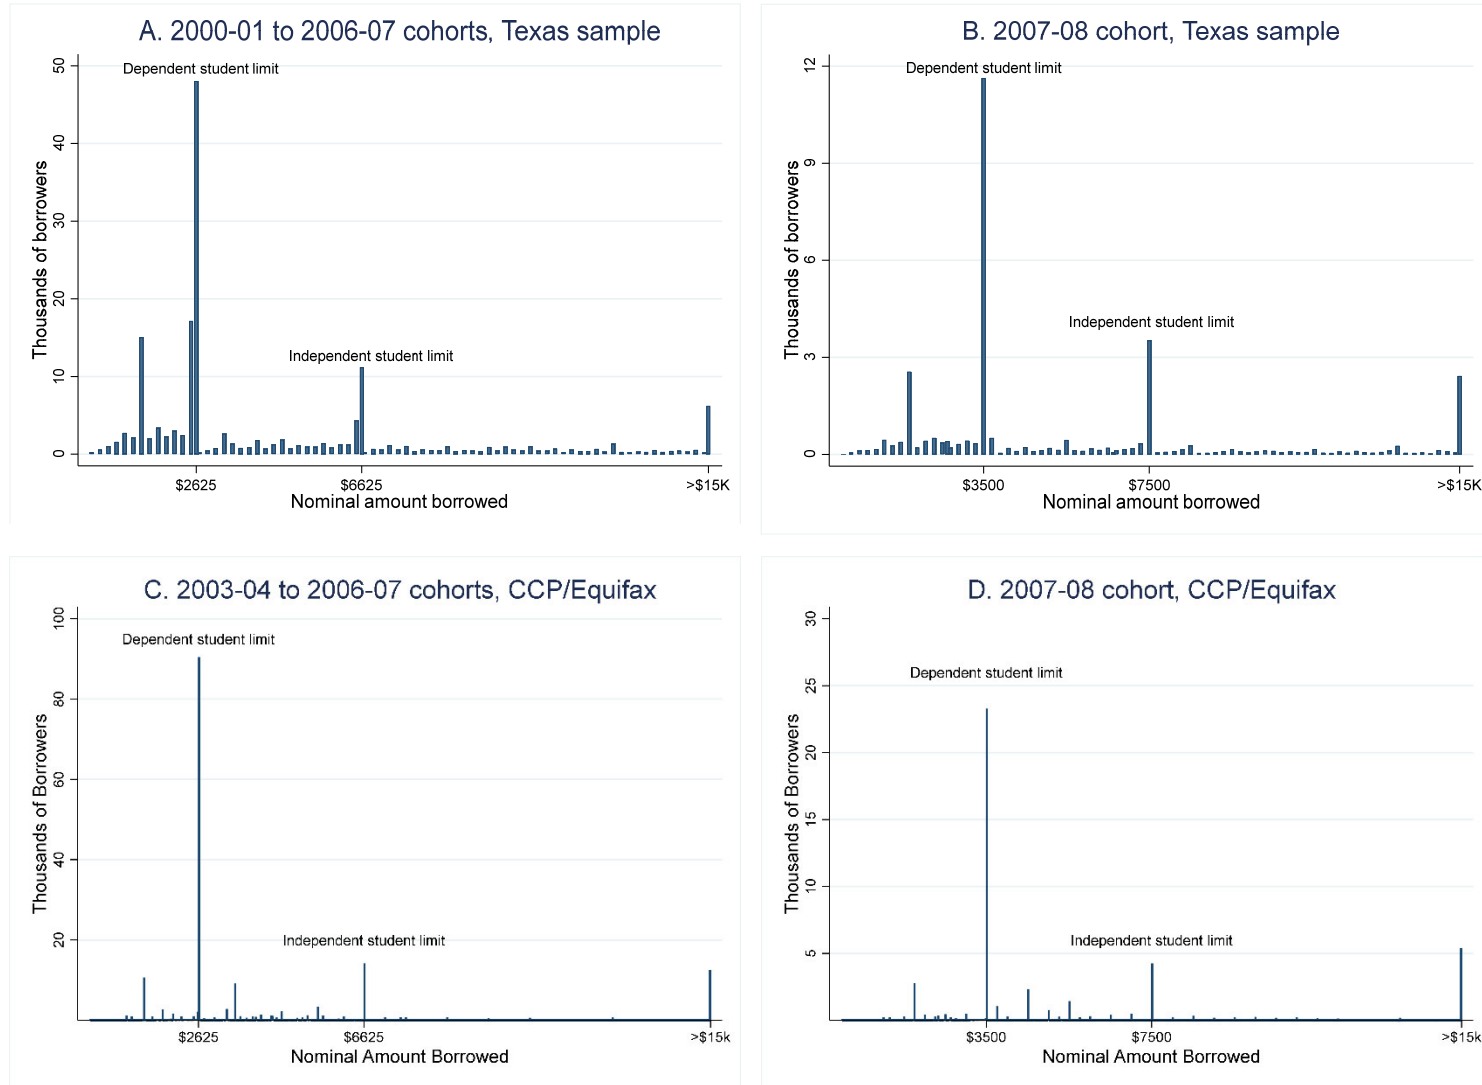 A. 2000-01 to 2006-07 cohorts, Texas sample
Dependent student limit
Independent student limit
Thousands of borrowers
50
40
30
20
10
0
$2625
$6625
>$15K
Nominal amount borrowed
B. 2007-08 cohort, Texas sample
Dependent student limit
Independent student limit
Thousands of borrowers
12
9
6
3
0
$3500
$7500
>$15K
Nominal amount borrowed
C. 2003-04 to 2006-07 cohorts, CCP/Equifax
Dependent student limit
Independent student limit
Thousands of Borrowers
100
80
60
40
20
$2625
$6625
>$15k
Nominal Amount Borrowed
D. 2007-08 cohort, CCP/Equifax
Dependent student limit
Independent student limit
Thousands of Borrowers
30
25
20
15
10
5
$3500
$7500
>$15k
Nominal Amount Borrowed